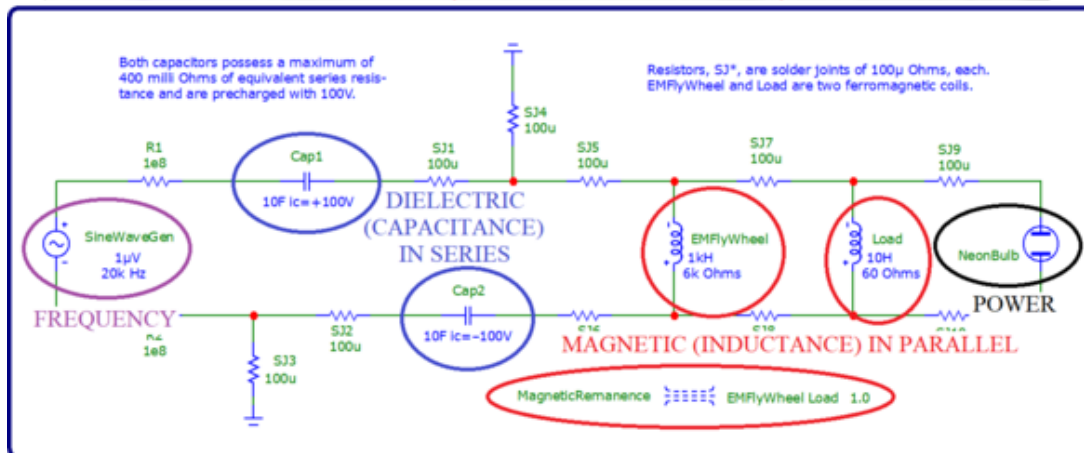 Both capacitors possess a maximum of
400 milli Ohms of equivalent series resis-
tance and are precharged with 100V.
Resistors, SJ*, are solder joints of 100µ Ohms, each.
EMFlyWheel and Load are two ferromagnetic coils.
SJ4
100u
R1
1e8
Cap1
10F ic=+100V
SJ1
100u
SJ5
100u
SJ7
100u
SJ9
100u
DIELECTRIC
(CAPACITANCE)
IN SERIES
SineWaveGen
1µV
20k Hz
FREQUENCY
EMFlyWheel
1kH
6k Ohms
Load
10H
60 Ohms
NeonBulb
POWER
R2
1e8
SJ3
100u
SJ2
100u
Cap2
10F ic=-100V
SJ6
SJ8
SJ10
MAGNETIC (INDUCTANCE) IN PARALLEL
MagneticRemanence
EMFlyWheel Load 1.0